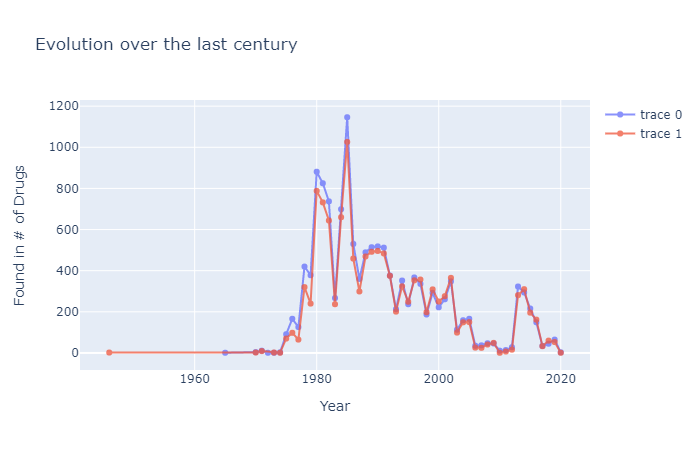 Evolution over the last century
1200
1000
800
600
400
200
0
Found in # of Drugs
1960
1980
2000
2020
Year
trace 0
trace 1